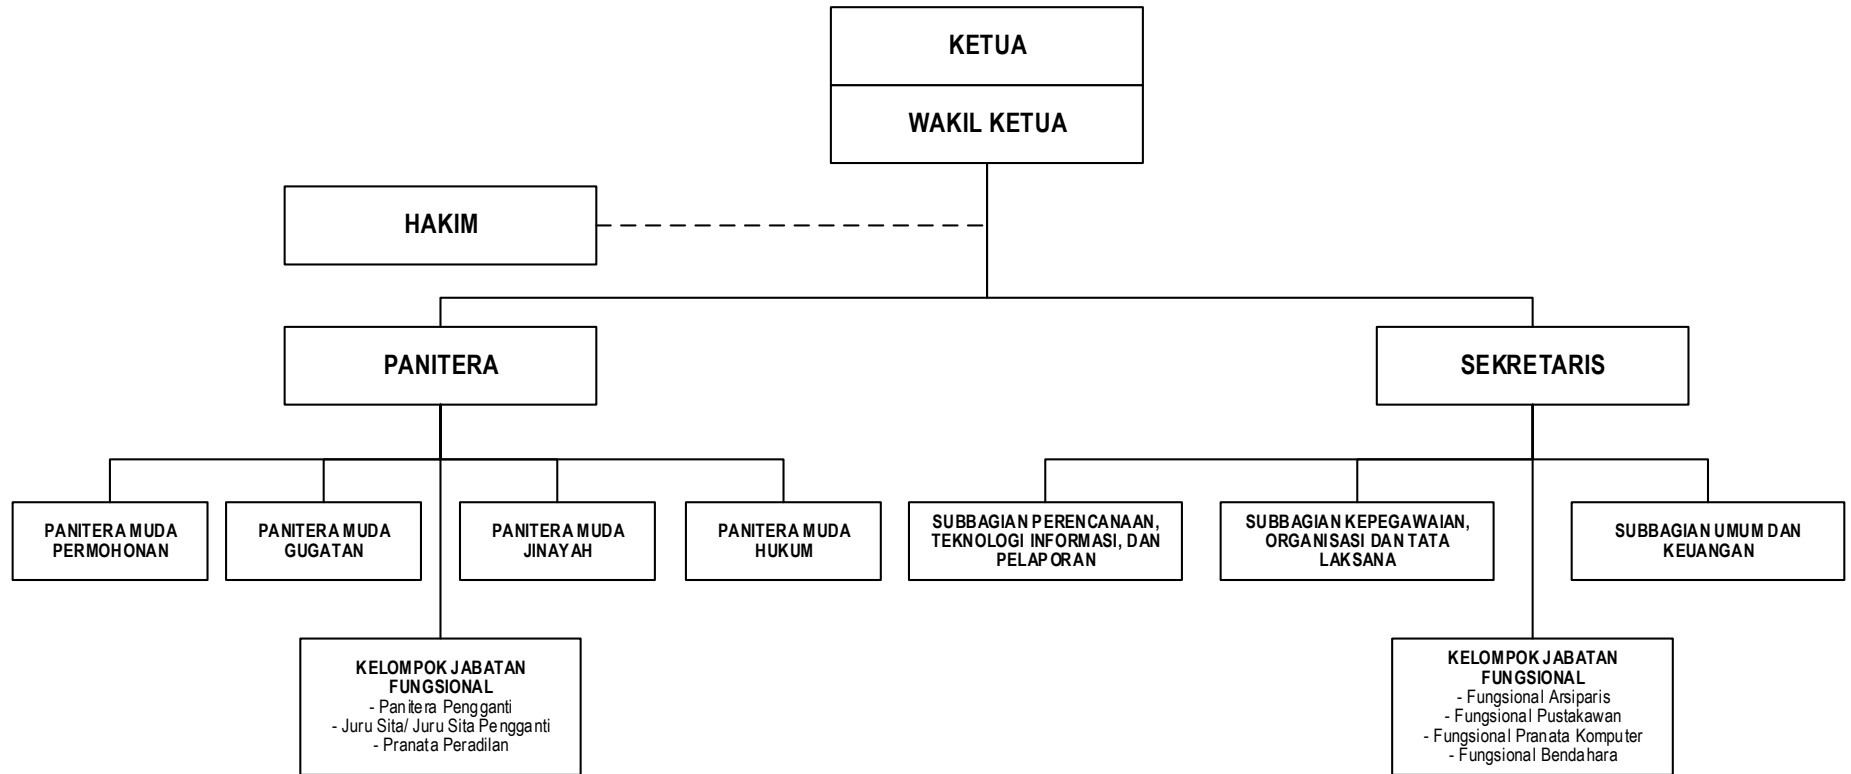 KETUA
WAKIL KETUA
HAKIM
PANITERA
SEKRETARIS
PANITERA MUDA
PERMOHONAN
PANITERA MUDA
GUGATAN
PANITERA MUDA
JINAYAH
PANITERA MUDA
HUKUM
SUBBAGIAN PERENCANAAN,
TEKNOLOGI INFORMASI, DAN
PELAPORAN
SUBBAGIAN KEPEGAWAIAN,
ORGANISASI DAN TATA
LAKSANA
SUBBAGIAN UMUM DAN
KEUANGAN
KELOMPOK JABATAN
FUNGSIONAL
- Panitera Pengganti
- Juru Sita/ Juru Sita Pengganti
- Pranata Peradilan
KELOMPOK JABATAN
FUNGSIONAL
- Fungsional Arsiparis
- Fungsional Pustakawan
- Fungsional Pranata Komputer
- Fungsional Bendahara